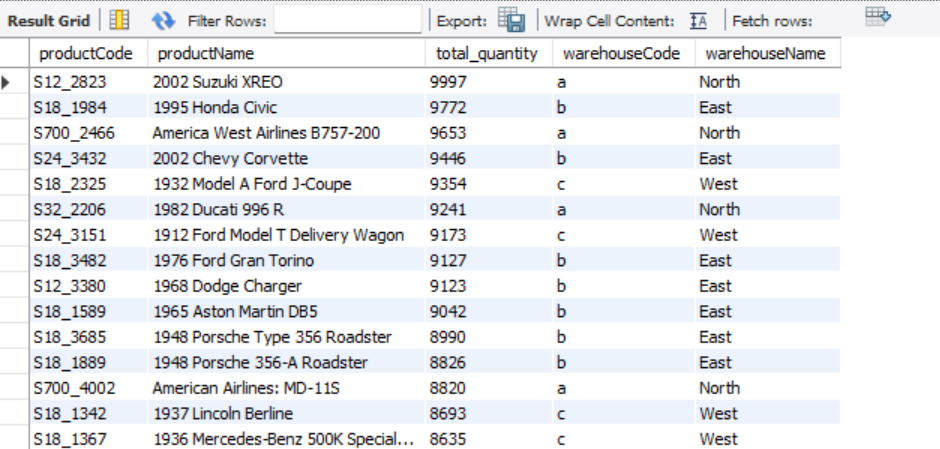 Result Grid Filter Rows: Export: Wrap Cell Content: Fetch rows:
productCode productName total_quantity warehouseCode warehouseName
S12_2823 2002 Suzuki XREO 9997 a North
S18_1984 1995 Honda Civic 9772 b East
S700_2466 America West Airlines B757-200 9653 a North
S24_3432 2002 Chevy Corvette 9446 b East
S18_2325 1932 Model A Ford J-Coupe 9354 c West
S32_2206 1982 Ducati 996 R 9241 a North
S24_3151 1912 Ford Model T Delivery Wagon 9173 c West
S18_3482 1976 Ford Gran Torino 9127 b East
S12_3380 1968 Dodge Charger 9123 b East
S18_1589 1965 Aston Martin DB5 9042 b East
S18_3685 1948 Porsche Type 356 Roadster 8990 b East
S18_1889 1948 Porsche 356-A Roadster 8826 b East
S700_4002 American Airlines: MD-11S 8820 a North
S18_1342 1937 Lincoln Berline 8693 c West
S18_1367 1936 Mercedes-Benz 500K Special... 8635 c West